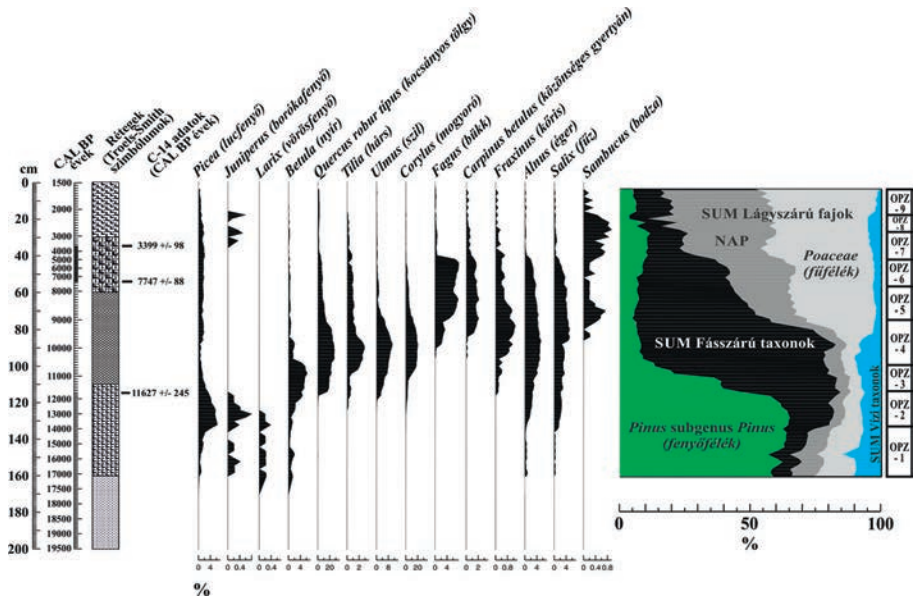 cm
CAL BP
évek
Rétegek
(Troels-Smith
szimbólumok)
C-14 adatok
(CAL BP évek)
Picea (lucfenyő)
Juniperus (borókafenyő)
Larix (vörösfenyő)
Betula (nyír)
Quercus robur típus (kocsányos tölgy)
Tilia (hárs)
Ulmus (szil)
Corylus (mogyoró)
Fagus (bükk)
Carpinus betulus (közönséges gyertyán)
Fraxinus (kőris)
Alnus (éger)
Salix (fűz)
Sambucus (bodza)
0
20
40
60
80
100
120
140
160
180
200
1500
2000
3000
4000
5000
6000
7000
8000
9000
10000
11000
12000
13000
14000
15000
16000
17000
17500
18000
18500
19000
19500
3399 +/- 98
7747 +/- 88
11627 +/- 245
SUM Lágyszárú fajok
NAP
Poaceae
(fűfélék)
SUM Fásszárú taxonok
Pinus subgenus Pinus
(fenyőfélék)
SUM Vízi taxonok
OPZ
- 9
OPZ
- 8
OPZ
- 7
OPZ
- 6
OPZ
- 5
OPZ
- 4
OPZ
- 3
OPZ
- 2
OPZ
- 1
0 4
0 0.4
0 0.4
0 4
0 20
0 4
0 4
0 20
0 4
0 2
0 0.8
0 4
0 4
0 0.4 0.8
%
0 50 100
%